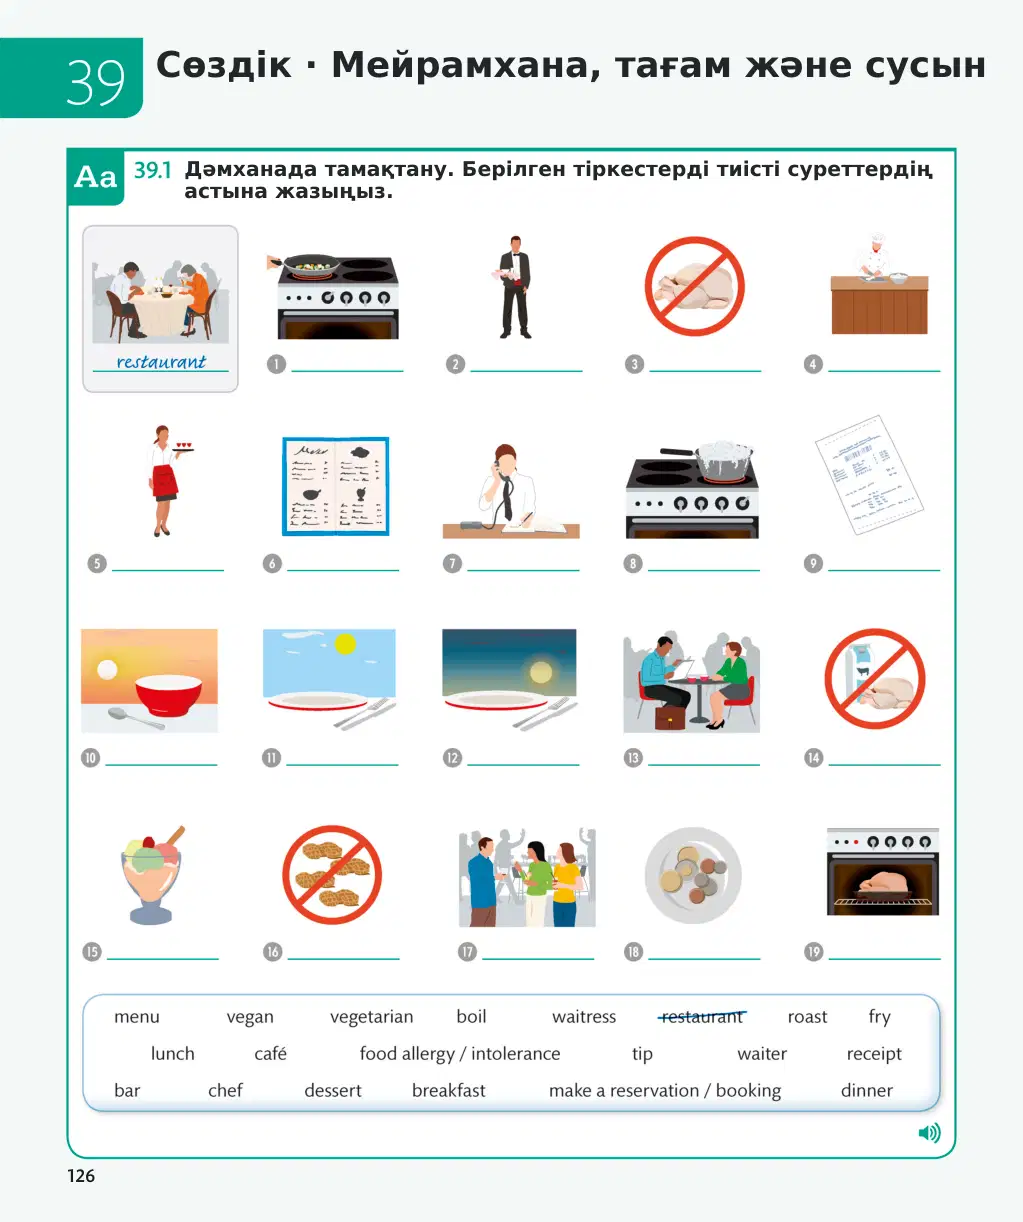 39
Сөздік · Мейрамхана, тағам және сусын
Aa
39.1 Дәмханада тамақтану. Берілген тіркестерді тиісті суреттердің
астына жазыңыз.
restaurant
1
2
3
4
Menu
5
6
7
8
9
10
11
12
13
14
15
16
17
18
19
menu vegan vegetarian boil waitress restaurant roast fry
lunch café food allergy / intolerance tip waiter receipt
bar chef dessert breakfast make a reservation / booking dinner
126